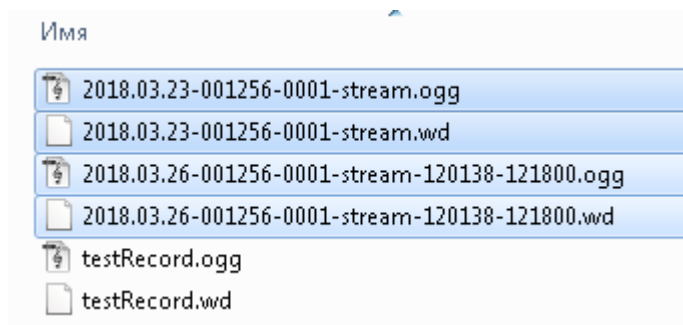 Имя
2018.03.23-001256-0001-stream.ogg
2018.03.23-001256-0001-stream.wd
2018.03.26-001256-0001-stream-120138-121800.ogg
2018.03.26-001256-0001-stream-120138-121800.wd
testRecord.ogg
testRecord.wd